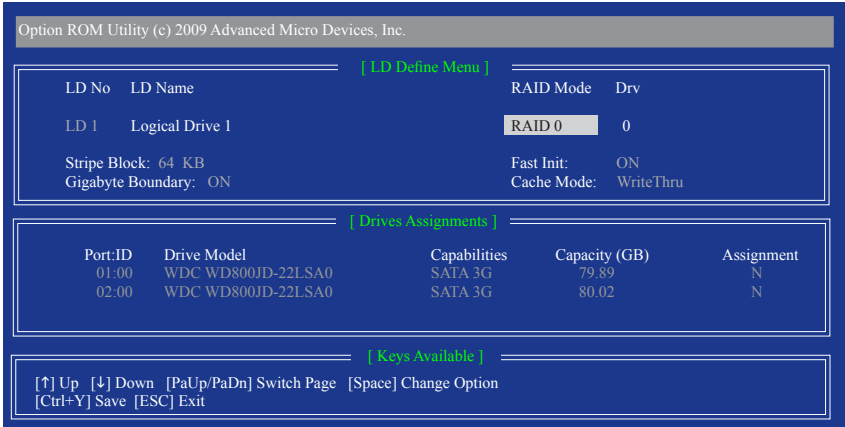 Option ROM Utility (c) 2009 Advanced Micro Devices, Inc.
[ LD Define Menu ]
LD No LD Name RAID Mode Drv
LD 1 Logical Drive 1 RAID 0 0
Stripe Block: 64 KB Fast Init: ON
Gigabyte Boundary: ON Cache Mode: WriteThru
[ Drives Assignments ]
Port:ID Drive Model Capabilities Capacity (GB) Assignment
01:00 WDC WD800JD-22LSA0 SATA 3G 79.89 N
02:00 WDC WD800JD-22LSA0 SATA 3G 80.02 N
[ Keys Available ]
[↑] Up [↓] Down [PaUp/PaDn] Switch Page [Space] Change Option
[Ctrl+Y] Save [ESC] Exit